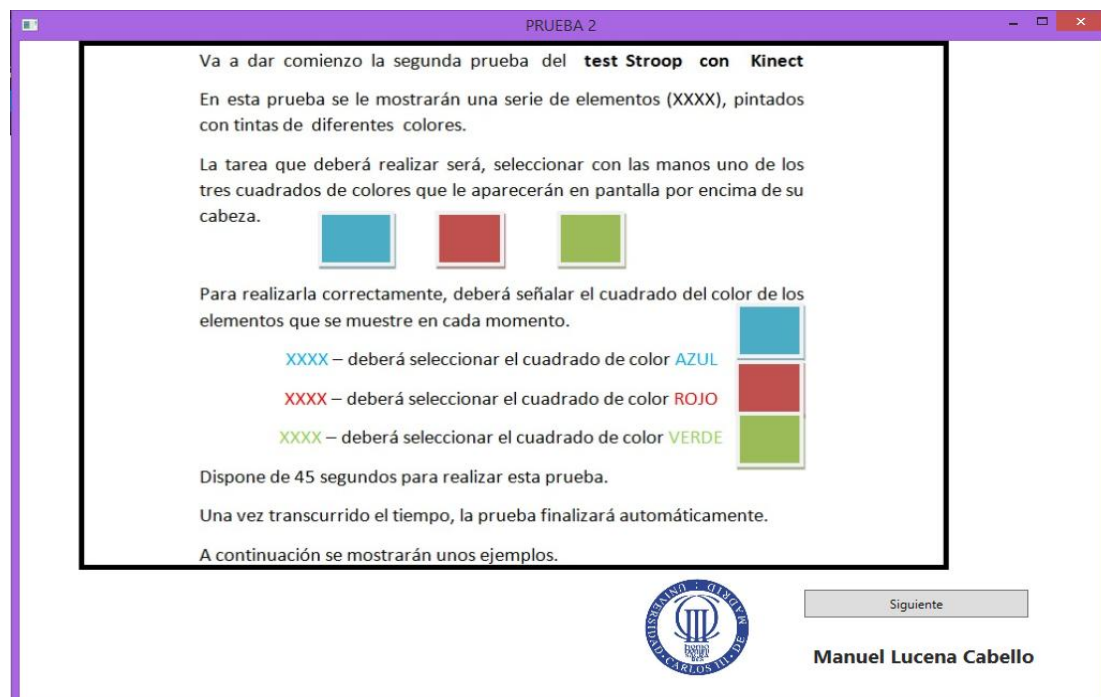 PRUEBA 2
Va a dar comienzo la segunda prueba del test Stroop con Kinect
En esta prueba se le mostrarán una serie de elementos (XXXX), pintados
con tintas de diferentes colores.
La tarea que deberá realizar será, seleccionar con las manos uno de los
tres cuadrados de colores que le aparecerán en pantalla por encima de su
cabeza.
Para realizarla correctamente, deberá señalar el cuadrado del color de los
elementos que se muestre en cada momento.
XXXX – deberá seleccionar el cuadrado de color AZUL
XXXX – deberá seleccionar el cuadrado de color ROJO
XXXX – deberá seleccionar el cuadrado de color VERDE
Dispone de 45 segundos para realizar esta prueba.
Una vez transcurrido el tiempo, la prueba finalizará automáticamente.
A continuación se mostrarán unos ejemplos.
UNIVERSIDAD · CARLOS III · DE MADRID
Siguiente
Manuel Lucena Cabello